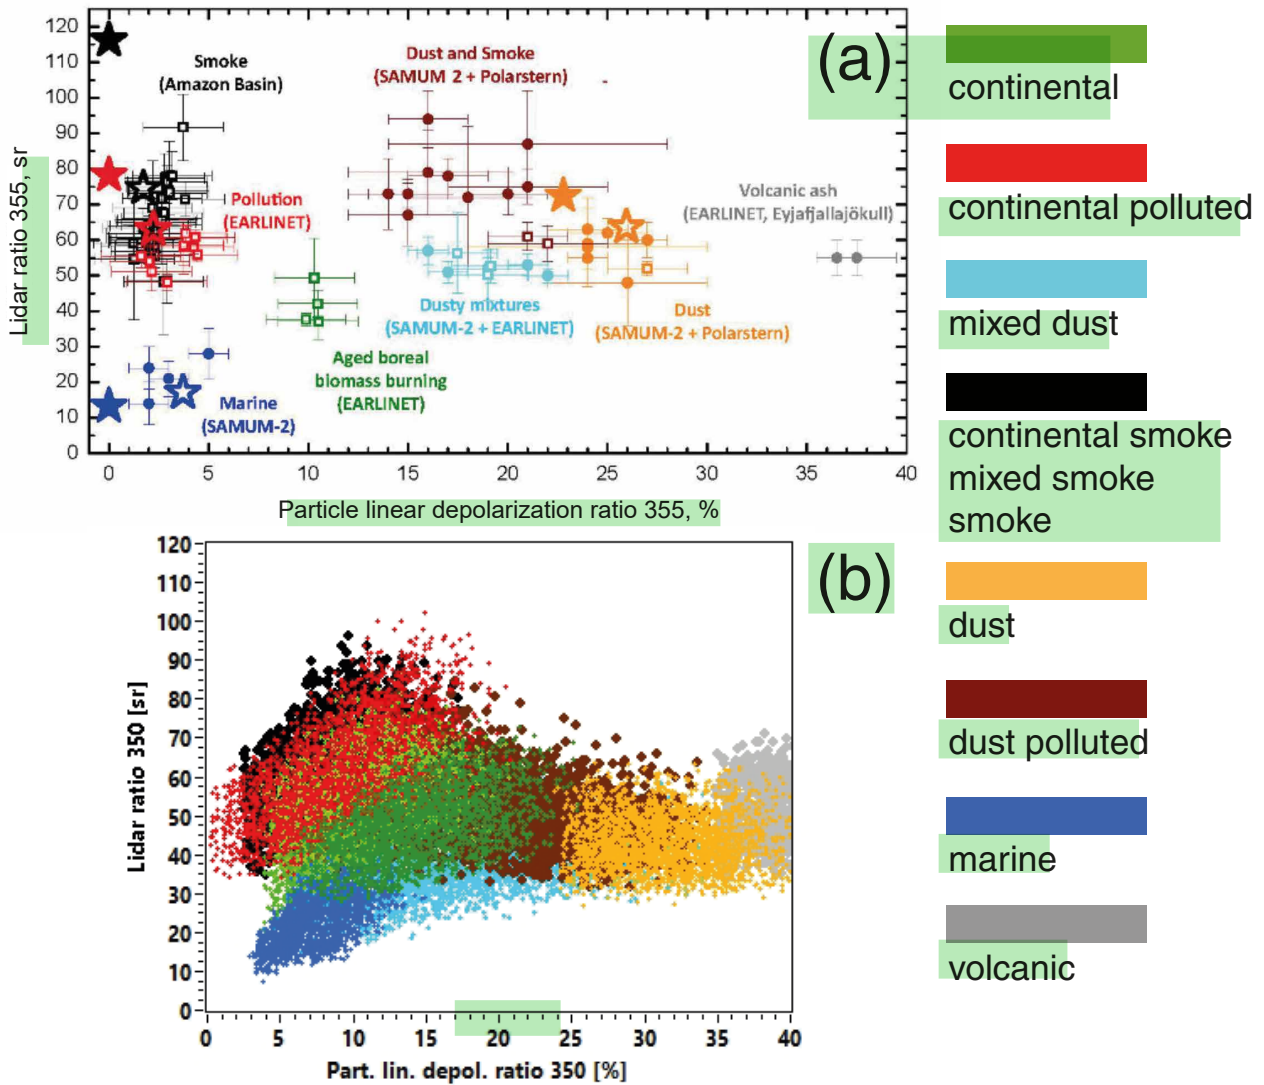 120
110
100
90
80
70
60
50
40
30
20
10
0
Lidar ratio 355, sr
Smoke
(Amazon Basin)
Dust and Smoke
(SAMUM 2 + Polarstern)
Pollution
(EARLINET)
Volcanic ash
(EARLINET, Eyjafjallajökull)
Dusty mixtures
(SAMUM-2 + EARLINET)
Dust
(SAMUM-2 + Polarstern)
Aged boreal
biomass burning
(EARLINET)
Marine
(SAMUM-2)
0 5 10 15 20 25 30 35 40
Particle linear depolarization ratio 355, %
(a)
continental
continental polluted
mixed dust
continental smoke
mixed smoke
smoke
dust
dust polluted
marine
volcanic
(b)
120
110
100
90
80
70
60
50
40
30
20
10
0
Lidar ratio 350 [sr]
0 5 10 15 20 25 30 35 40
Part. lin. depol. ratio 350 [%]